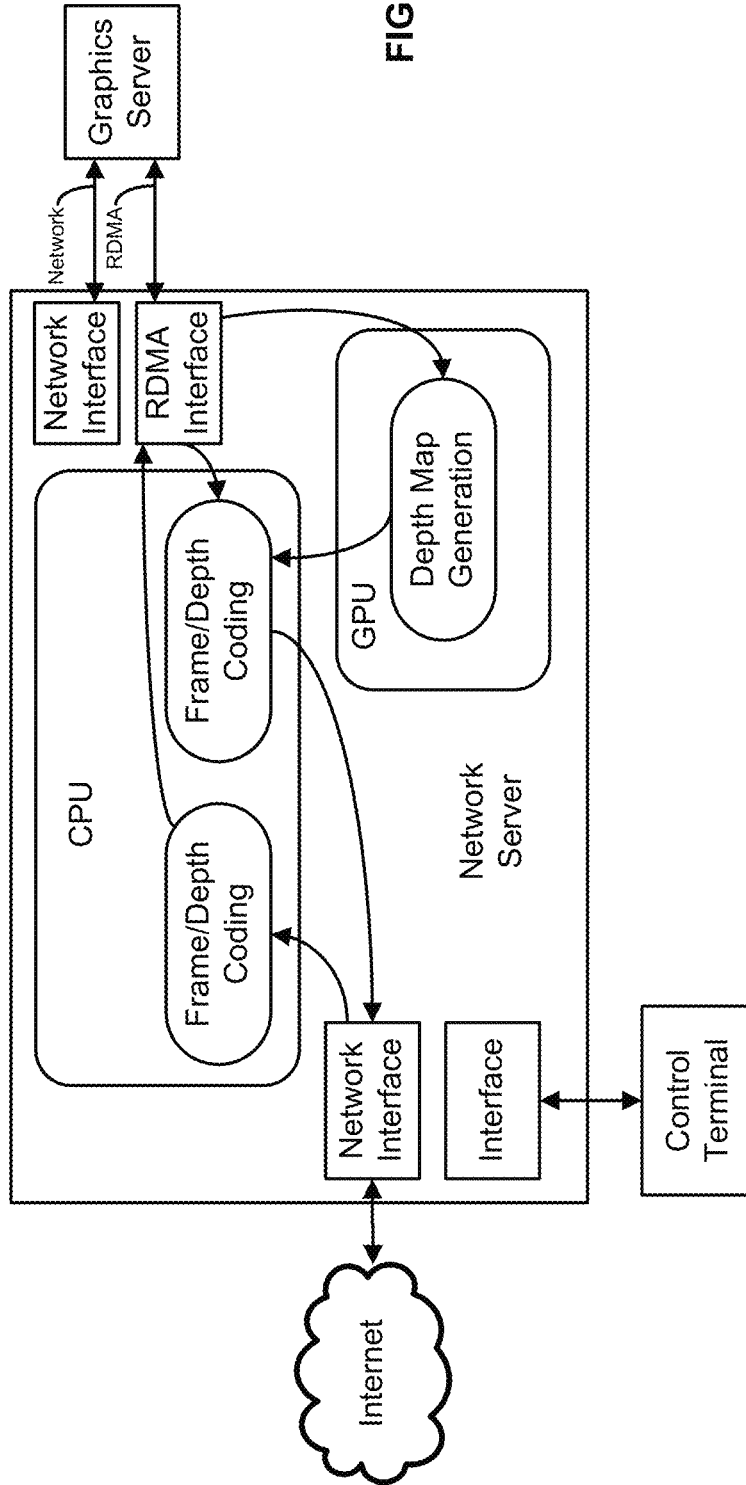 Internet
Network
Interface
Interface
Control
Terminal
Network
Server
CPU
Frame/Depth
Coding
Frame/Depth
Coding
GPU
Depth Map
Generation
Network
Interface
RDMA
Interface
Network
RDMA
Graphics
Server
FIG